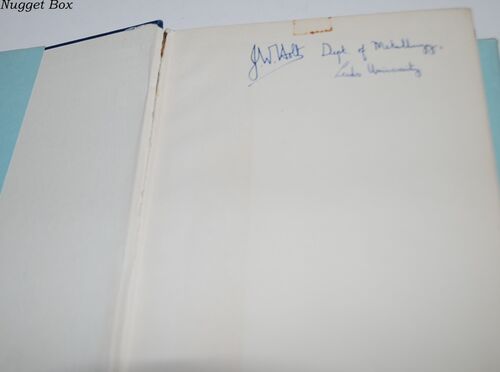 Nugget Box
J.W. Holt Dept of Metallurgy.
Leeds University